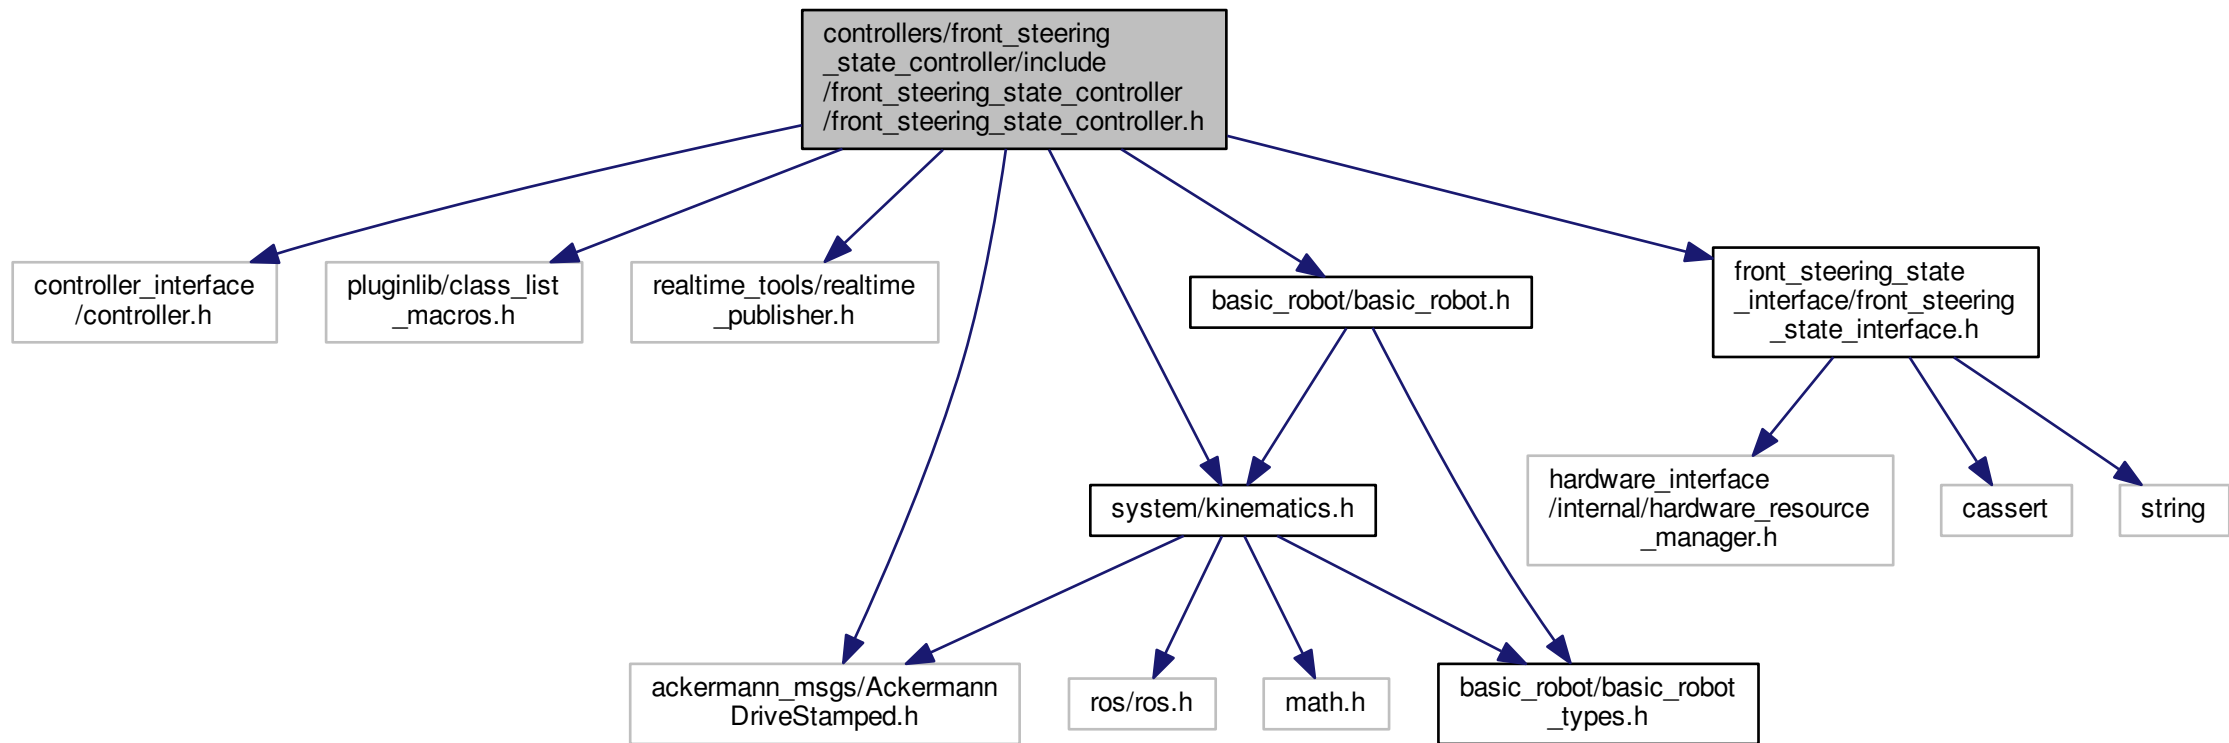 controllers/front_steering
_state_controller/include
/front_steering_state_controller
/front_steering_state_controller.h
controller_interface
/controller.h
pluginlib/class_list
_macros.h
realtime_tools/realtime
_publisher.h
basic_robot/basic_robot.h
front_steering_state
_interface/front_steering
_state_interface.h
system/kinematics.h
hardware_interface
/internal/hardware_resource
_manager.h
cassert
string
ackermann_msgs/Ackermann
DriveStamped.h
ros/ros.h
math.h
basic_robot/basic_robot
_types.h